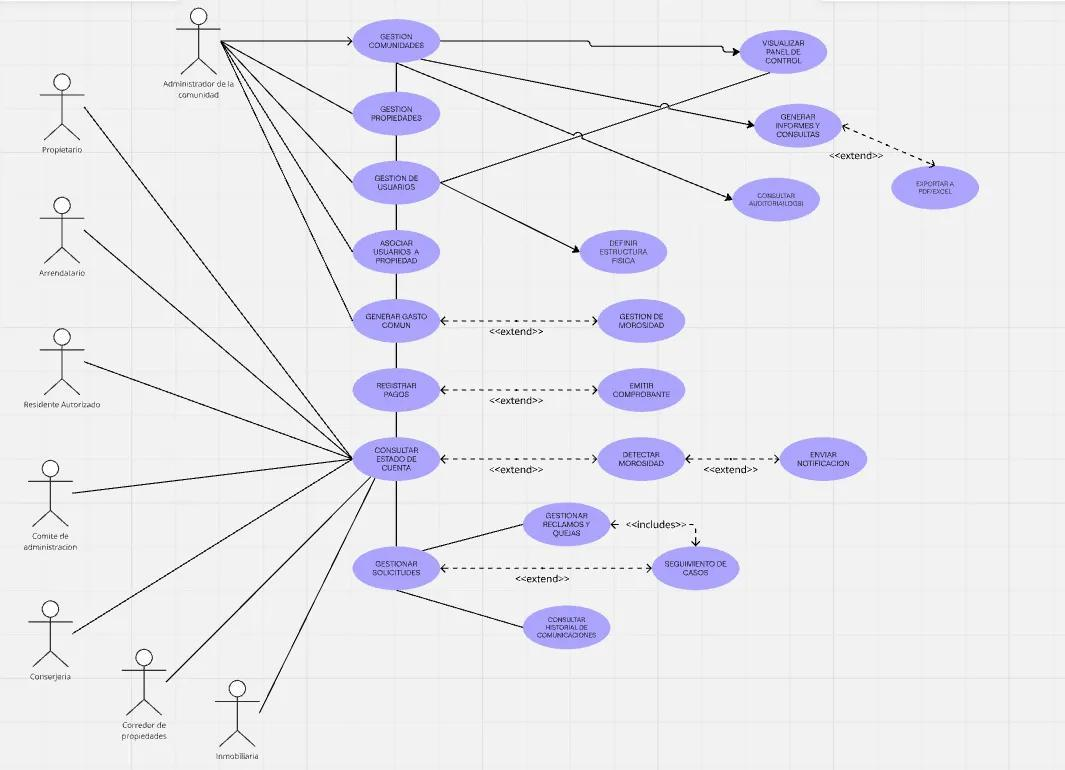 Administrador de la
comunidad
Propietario
Arrendatario
Residente Autorizado
Comite de
administracion
Conserjeria
Corredor de
propiedades
Inmobiliaria
GESTION
COMUNIDADES
GESTION
PROPIEDADES
GESTION DE
USUARIOS
ASOCIAR
USUARIOS A
PROPIEDAD
GENERAR GASTO
COMUN
REGISTRAR
PAGOS
CONSULTAR
ESTADO DE
CUENTA
GESTIONAR
SOLICITUDES
VISUALIZAR
PANEL DE
CONTROL
GENERAR
INFORMES Y
CONSULTAS
<<extend>>
EXPORTAR A
PDF/EXCEL
CONSULTAR
AUDITORIA(LOGS)
DEFINIR
ESTRUCTURA
FISICA
<<extend>>
GESTION DE
MOROSIDAD
<<extend>>
EMITIR
COMPROBANTE
<<extend>>
DETECTAR
MOROSIDAD
<<extend>>
ENVIAR
NOTIFICACION
GESTIONAR
RECLAMOS Y
QUEJAS
<<includes>>
<<extend>>
SEGUIMIENTO DE
CASOS
CONSULTAR
HISTORIAL DE
COMUNICACIONES